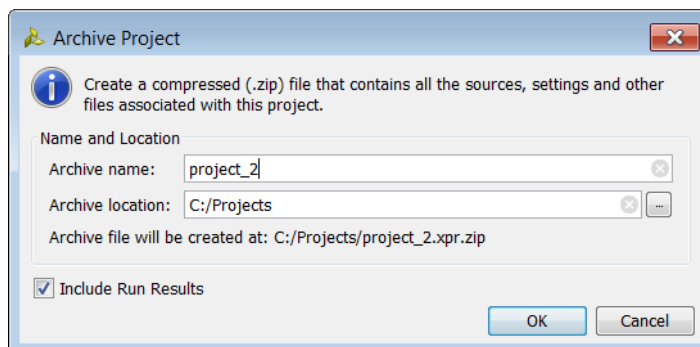 Archive Project
Create a compressed (.zip) file that contains all the sources, settings and other
files associated with this project.
Name and Location
Archive name: project_2
Archive location: C:/Projects ...
Archive file will be created at: C:/Projects/project_2.xpr.zip
Include Run Results
OK Cancel